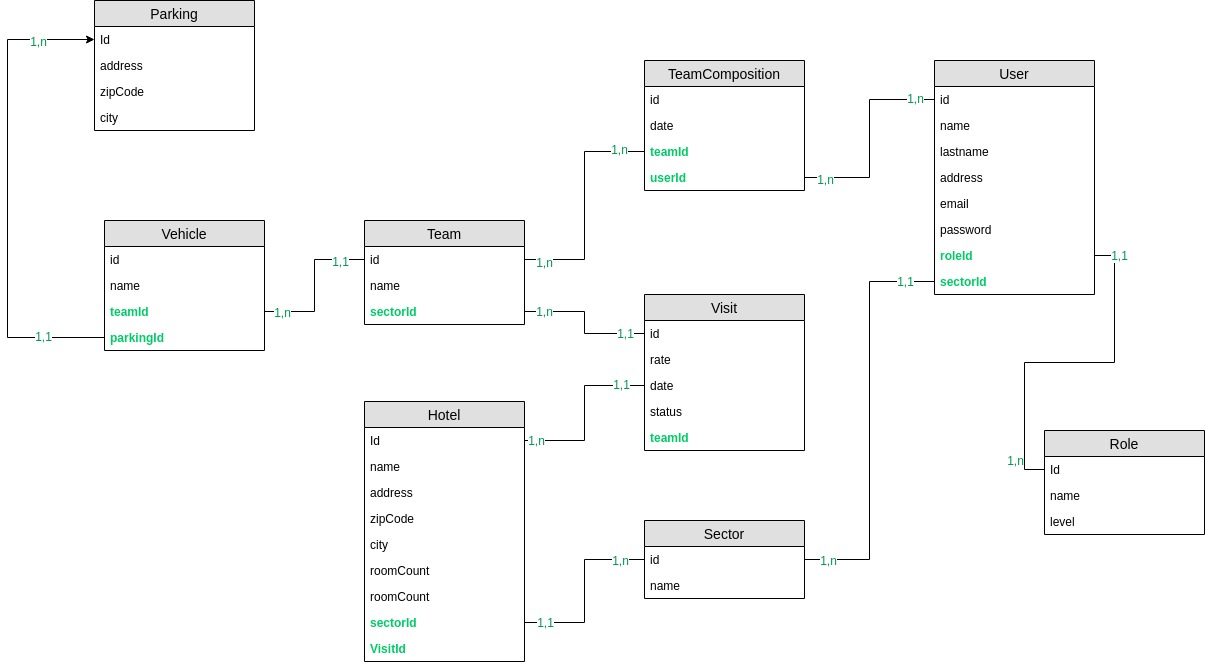 Parking
Id
address
zipCode
city
1,n
Vehicle
id
name
teamId
parkingId
1,1
1,n
Team
id
name
sectorId
1,1
1,n
1,n
TeamComposition
id
date
teamId
userId
1,n
1,n
User
id
name
lastname
address
email
password
roleId
sectorId
1,n
1,1
1,1
Visit
id
rate
date
status
teamId
1,1
1,1
Hotel
Id
name
address
zipCode
city
roomCount
roomCount
sectorId
VisitId
1,n
1,1
Sector
id
name
1,n
1,n
Role
Id
name
level
1,n